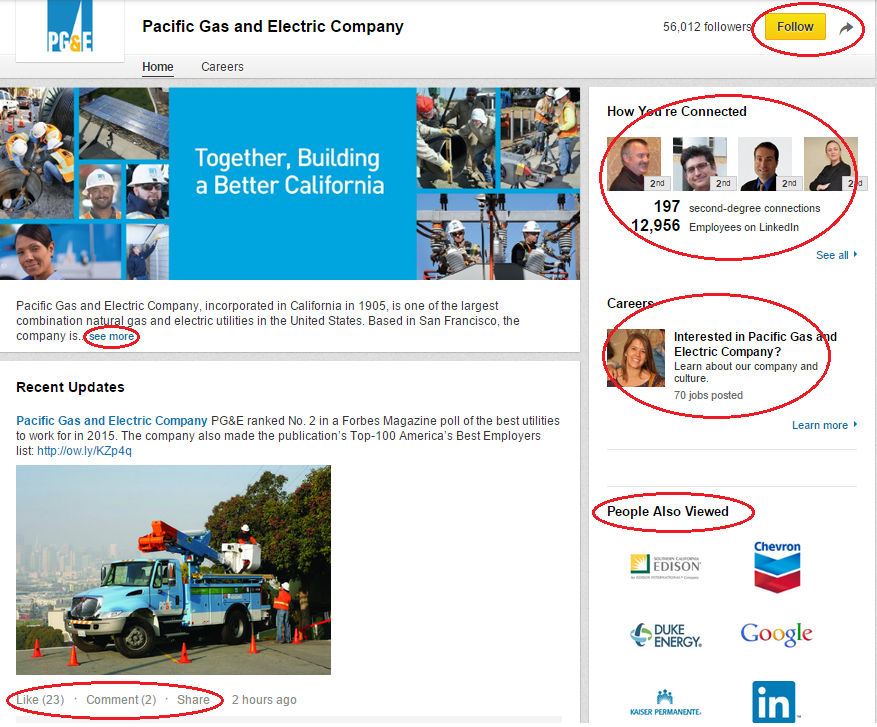 PG&E
Pacific Gas and Electric Company
56,012 followers
Follow
Home
Careers
Together, Building
a Better California
Pacific Gas and Electric Company, incorporated in California in 1905, is one of the largest
combination natural gas and electric utilities in the United States. Based in San Francisco, the
company is... see more
Recent Updates
Pacific Gas and Electric Company PG&E ranked No. 2 in a Forbes Magazine poll of the best utilities
to work for in 2015. The company also made the publication's Top-100 America's Best Employers
list: http://ow.ly/KZp4q
Like (23) · Comment (2) · Share 2 hours ago
How You're Connected
2nd
2nd
2nd
2nd
197 second-degree connections
12,956 Employees on LinkedIn
See all
Careers
Interested in Pacific Gas and
Electric Company?
Learn about our company and
culture.
70 jobs posted
Learn more
People Also Viewed
SOUTHERN CALIFORNIA
EDISON
An EDISON INTERNATIONAL Company
Chevron
DUKE
ENERGY.
Google
KAISER PERMANENTE.
in